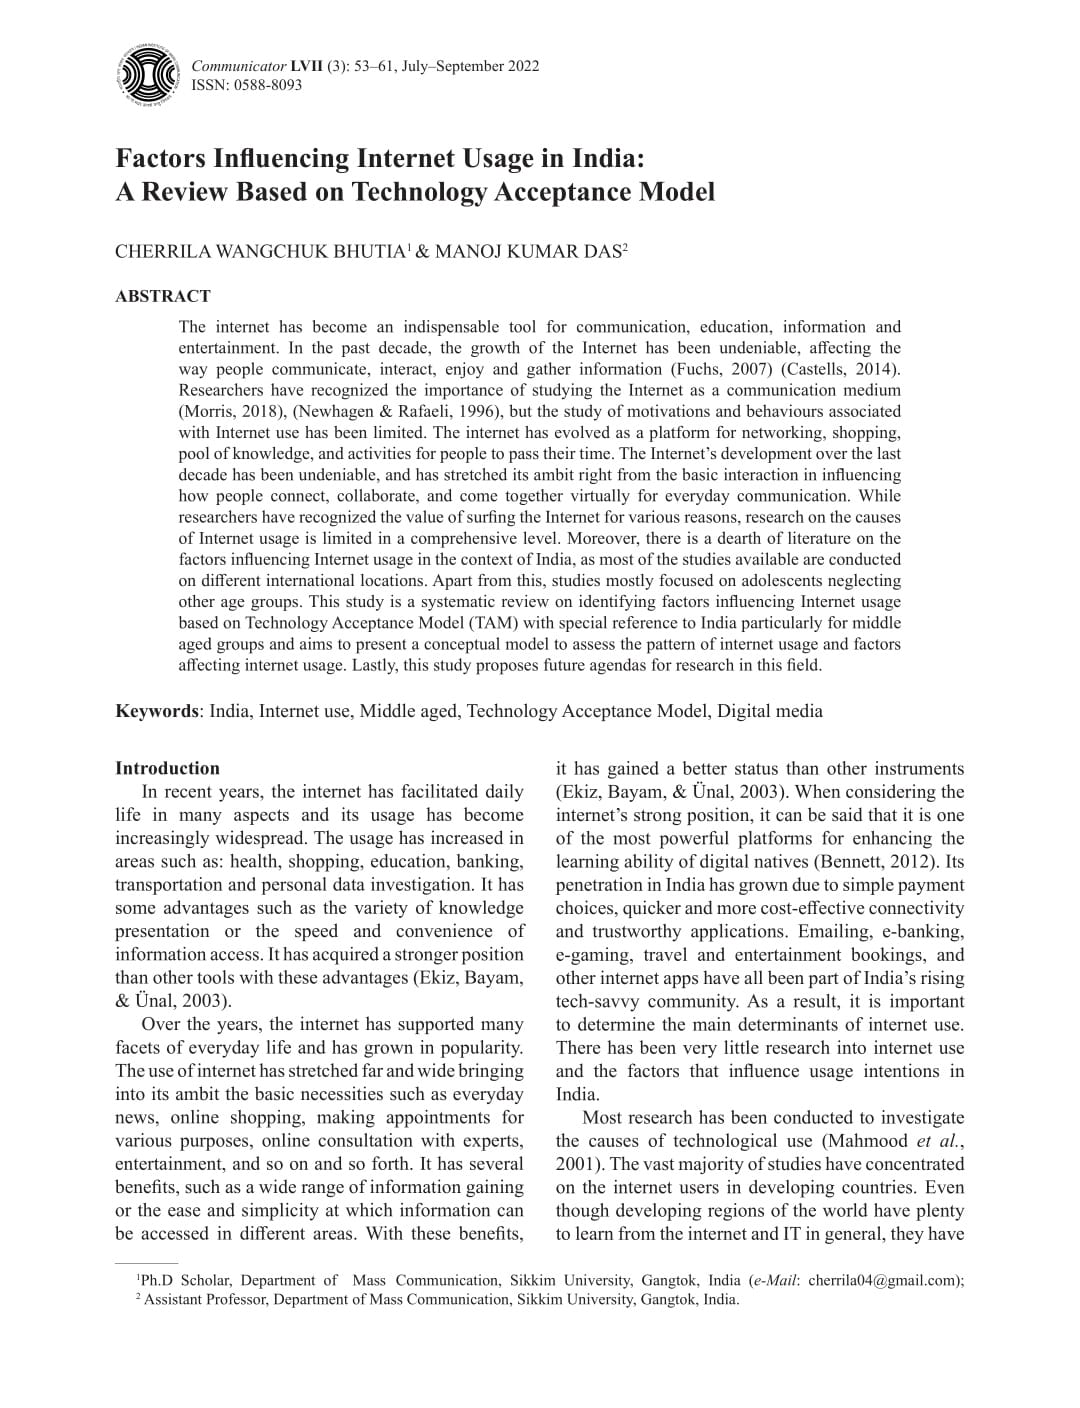 Communicator LVII (3): 53–61, July–September 2022
ISSN: 0588-8093
Factors Influencing Internet Usage in India:
A Review Based on Technology Acceptance Model
CHERRILA WANGCHUK BHUTIA¹ & MANOJ KUMAR DAS²
ABSTRACT
The internet has become an indispensable tool for communication, education, information and
entertainment. In the past decade, the growth of the Internet has been undeniable, affecting the
way people communicate, interact, enjoy and gather information (Fuchs, 2007) (Castells, 2014).
Researchers have recognized the importance of studying the Internet as a communication medium
(Morris, 2018), (Newhagen & Rafaeli, 1996), but the study of motivations and behaviours associated
with Internet use has been limited. The internet has evolved as a platform for networking, shopping,
pool of knowledge, and activities for people to pass their time. The Internet’s development over the last
decade has been undeniable, and has stretched its ambit right from the basic interaction in influencing
how people connect, collaborate, and come together virtually for everyday communication. While
researchers have recognized the value of surfing the Internet for various reasons, research on the causes
of Internet usage is limited in a comprehensive level. Moreover, there is a dearth of literature on the
factors influencing Internet usage in the context of India, as most of the studies available are conducted
on different international locations. Apart from this, studies mostly focused on adolescents neglecting
other age groups. This study is a systematic review on identifying factors influencing Internet usage
based on Technology Acceptance Model (TAM) with special reference to India particularly for middle
aged groups and aims to present a conceptual model to assess the pattern of internet usage and factors
affecting internet usage. Lastly, this study proposes future agendas for research in this field.
Keywords: India, Internet use, Middle aged, Technology Acceptance Model, Digital media
Introduction
In recent years, the internet has facilitated daily
life in many aspects and its usage has become
increasingly widespread. The usage has increased in
areas such as: health, shopping, education, banking,
transportation and personal data investigation. It has
some advantages such as the variety of knowledge
presentation or the speed and convenience of
information access. It has acquired a stronger position
than other tools with these advantages (Ekiz, Bayam,
& Ünal, 2003).
Over the years, the internet has supported many
facets of everyday life and has grown in popularity.
The use of internet has stretched far and wide bringing
into its ambit the basic necessities such as everyday
news, online shopping, making appointments for
various purposes, online consultation with experts,
entertainment, and so on and so forth. It has several
benefits, such as a wide range of information gaining
or the ease and simplicity at which information can
be accessed in different areas. With these benefits,
it has gained a better status than other instruments
(Ekiz, Bayam, & Ünal, 2003). When considering the
internet’s strong position, it can be said that it is one
of the most powerful platforms for enhancing the
learning ability of digital natives (Bennett, 2012). Its
penetration in India has grown due to simple payment
choices, quicker and more cost-effective connectivity
and trustworthy applications. Emailing, e-banking,
e-gaming, travel and entertainment bookings, and
other internet apps have all been part of India’s rising
tech-savvy community. As a result, it is important
to determine the main determinants of internet use.
There has been very little research into internet use
and the factors that influence usage intentions in
India.
Most research has been conducted to investigate
the causes of technological use (Mahmood et al.,
2001). The vast majority of studies have concentrated
on the internet users in developing countries. Even
though developing regions of the world have plenty
to learn from the internet and IT in general, they have
¹Ph.D Scholar, Department of Mass Communication, Sikkim University, Gangtok, India (e-Mail: cherrila04@gmail.com);
² Assistant Professor, Department of Mass Communication, Sikkim University, Gangtok, India.